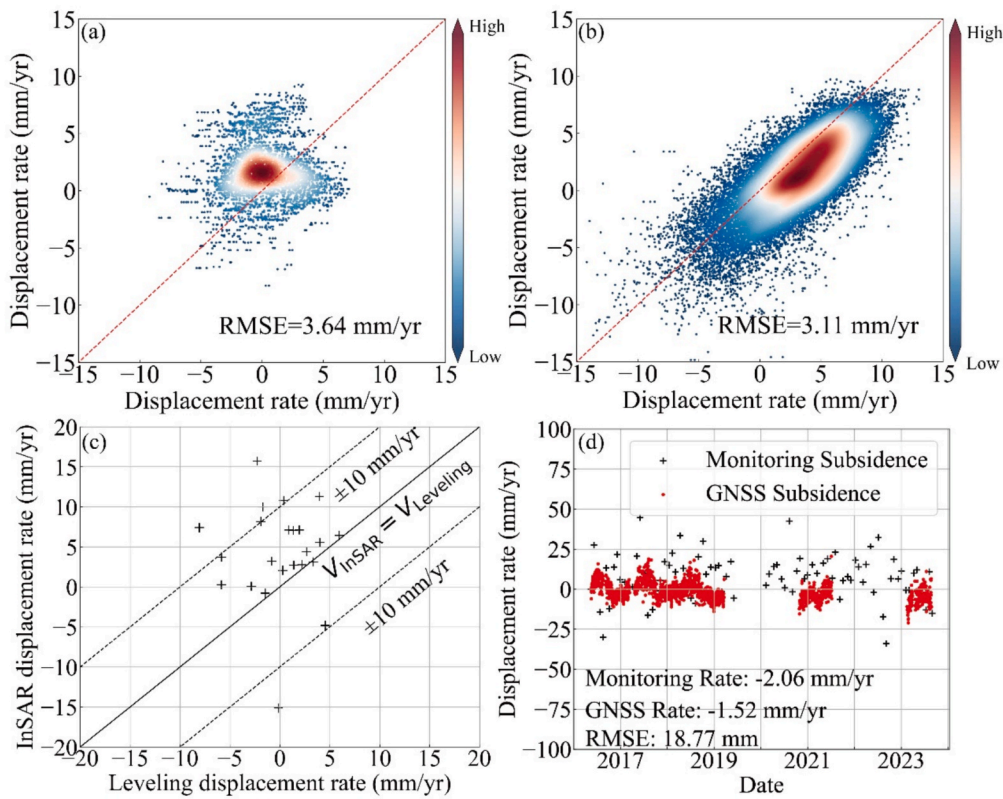 (a)
15
10
5
0
−5
−10
−15
Displacement rate (mm/yr)
−15 −10 −5 0 5 10 15
Displacement rate (mm/yr)
RMSE=3.64 mm/yr
High
Low
(b)
15
10
5
0
−5
−10
−15
Displacement rate (mm/yr)
−15 −10 −5 0 5 10 15
Displacement rate (mm/yr)
RMSE=3.11 mm/yr
High
Low
(c)
20
15
10
5
0
−5
−10
−15
−20
InSAR displacement rate (mm/yr)
−20 −15 −10 −5 0 5 10 15 20
Leveling displacement rate (mm/yr)
±10 mm/yr
VInSAR = VLeveling
±10 mm/yr
(d)
100
75
50
25
0
−25
−50
−75
−100
Displacement rate (mm/yr)
Monitoring Subsidence
GNSS Subsidence
Monitoring Rate: -2.06 mm/yr
GNSS Rate: -1.52 mm/yr
RMSE: 18.77 mm
2017 2019 2021 2023
Date